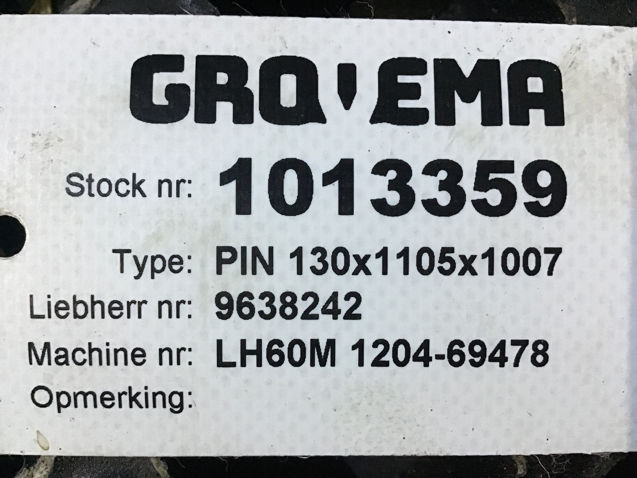 GROVEMA
Stock nr: 1013359
Type: PIN 130x1105x1007
Liebherr nr: 9638242
Machine nr: LH60M 1204-69478
Opmerking: